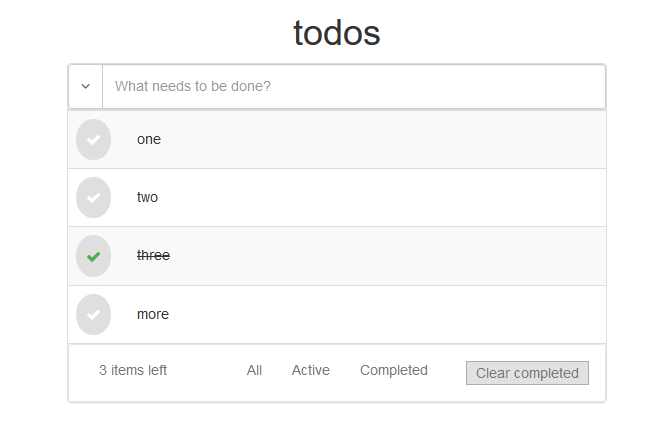 todos
What needs to be done?
one
two
three
more
3 items left All Active Completed Clear completed